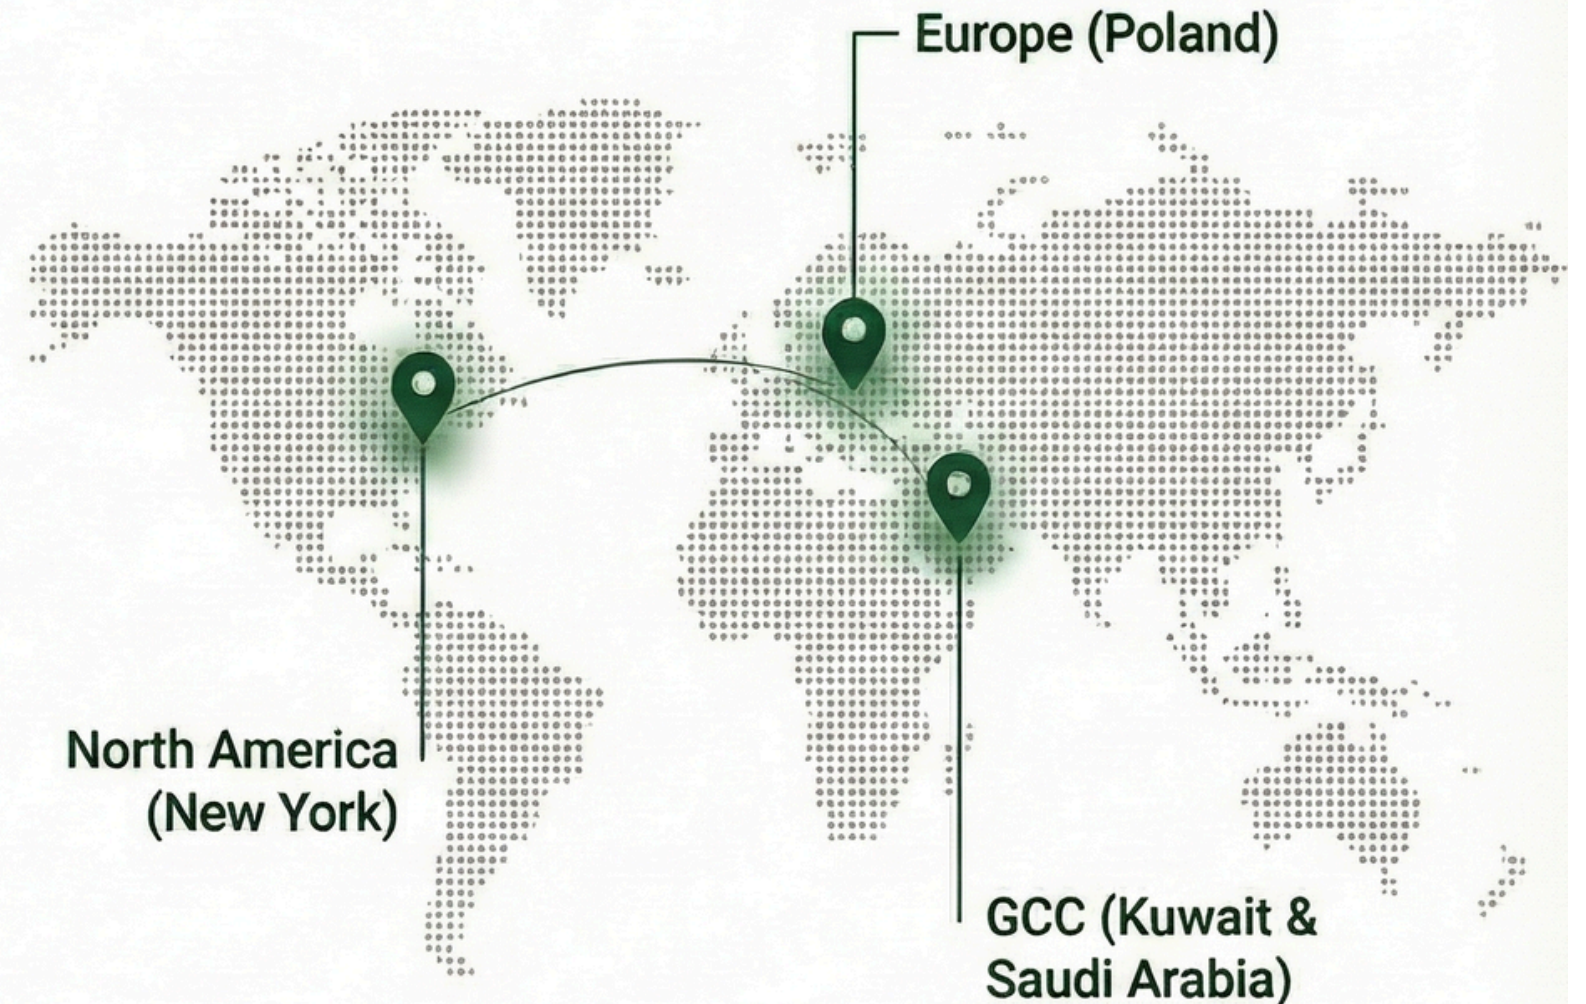 Europe (Poland)
North America
(New York)
GCC (Kuwait &
Saudi Arabia)